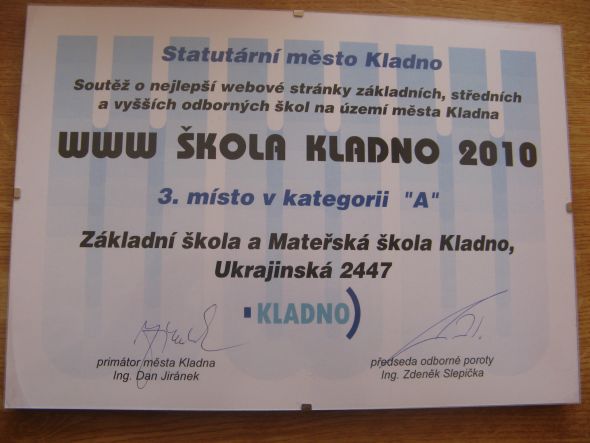 Statutární město Kladno
Soutěž o nejlepší webové stránky základních, středních
a vyšších odborných škol na území města Kladna
WWW ŠKOLA KLADNO 2010
3. místo v kategorii "A"
Základní škola a Mateřská škola Kladno,
Ukrajinská 2447
KLADNO
primátor města Kladna
Ing. Dan Jiránek
předseda odborné poroty
Ing. Zdeněk Slepička